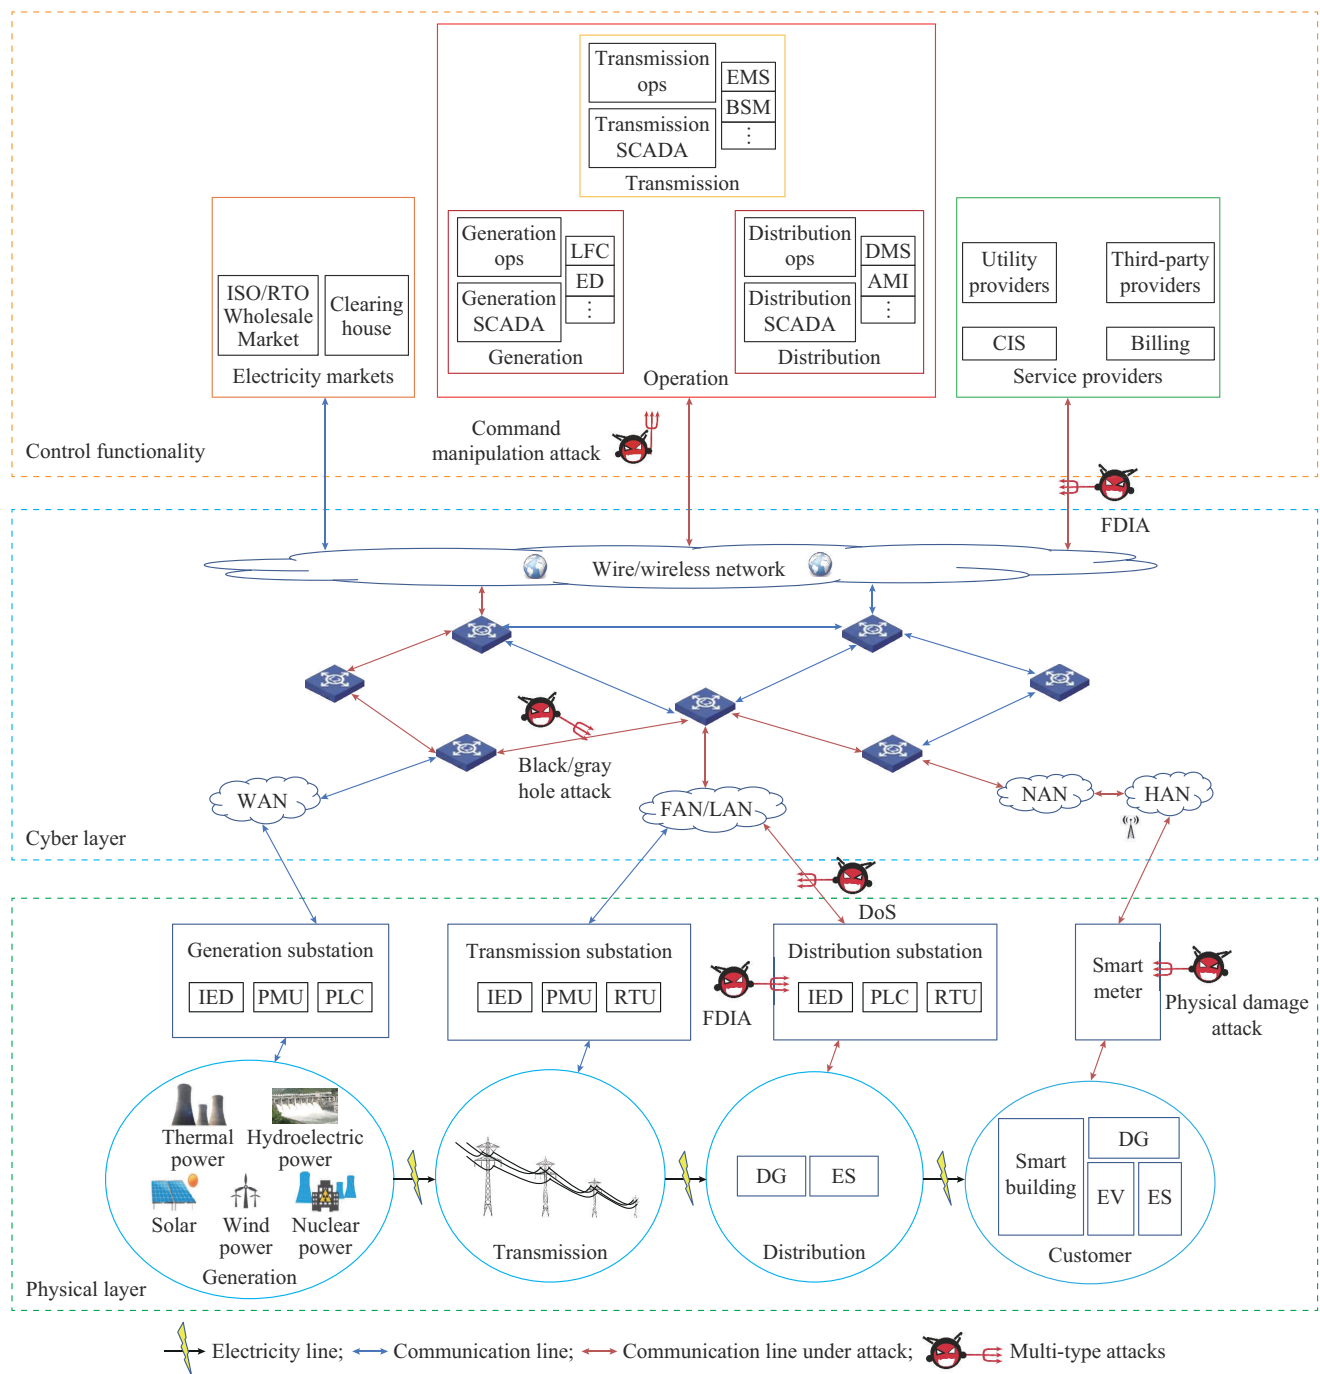 Transmission
ops
EMS
BSM
⋮
Transmission
SCADA
Transmission
Generation
ops
LFC
ED
⋮
Generation
SCADA
Generation
Distribution
ops
DMS
AMI
⋮
Distribution
SCADA
Distribution
Operation
ISO/RTO
Wholesale
Market
Clearing
house
Electricity markets
Utility
providers
Third-party
providers
CIS
Billing
Service providers
Command
manipulation attack
Control functionality
FDIA
Wire/wireless network
Black/gray
hole attack
WAN
FAN/LAN
NAN
HAN
Cyber layer
DoS
Generation substation
IED
PMU
PLC
Transmission substation
IED
PMU
RTU
FDIA
Distribution substation
IED
PLC
RTU
Smart
meter
Physical damage
attack
Thermal
power
Hydroelectric
power
Solar
Wind
power
Nuclear
power
Generation
Transmission
DG
ES
Distribution
Smart
building
DG
EV
ES
Customer
Physical layer
Electricity line;
Communication line;
Communication line under attack;
Multi-type attacks